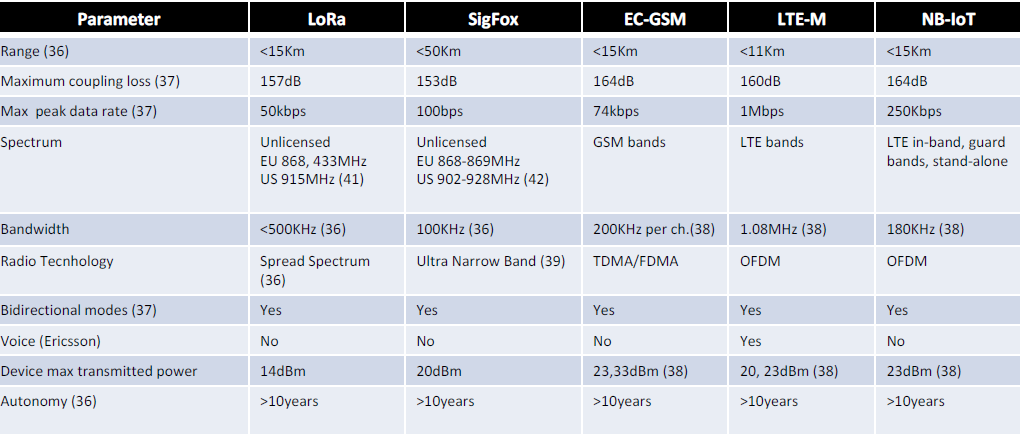 Parameter LoRa SigFox EC-GSM LTE-M NB-IoT
Range (36) <15Km <50Km <15Km <11Km <15Km
Maximum coupling loss (37) 157dB 153dB 164dB 160dB 164dB
Max peak data rate (37) 50kbps 100bps 74kbps 1Mbps 250Kbps
Spectrum Unlicensed Unlicensed GSM bands LTE bands LTE in-band, guard
EU 868, 433MHz EU 868-869MHz bands, stand-alone
US 915MHz (41) US 902-928MHz (42)
Bandwidth <500KHz (36) 100KHz (36) 200KHz per ch.(38) 1.08MHz (38) 180KHz (38)
Radio Tecnhology Spread Spectrum Ultra Narrow Band (39) TDMA/FDMA OFDM OFDM
(36)
Bidirectional modes (37) Yes Yes Yes Yes Yes
Voice (Ericsson) No No No Yes No
Device max transmitted power 14dBm 20dBm 23,33dBm (38) 20, 23dBm (38) 23dBm (38)
Autonomy (36) >10years >10years >10years >10years >10years